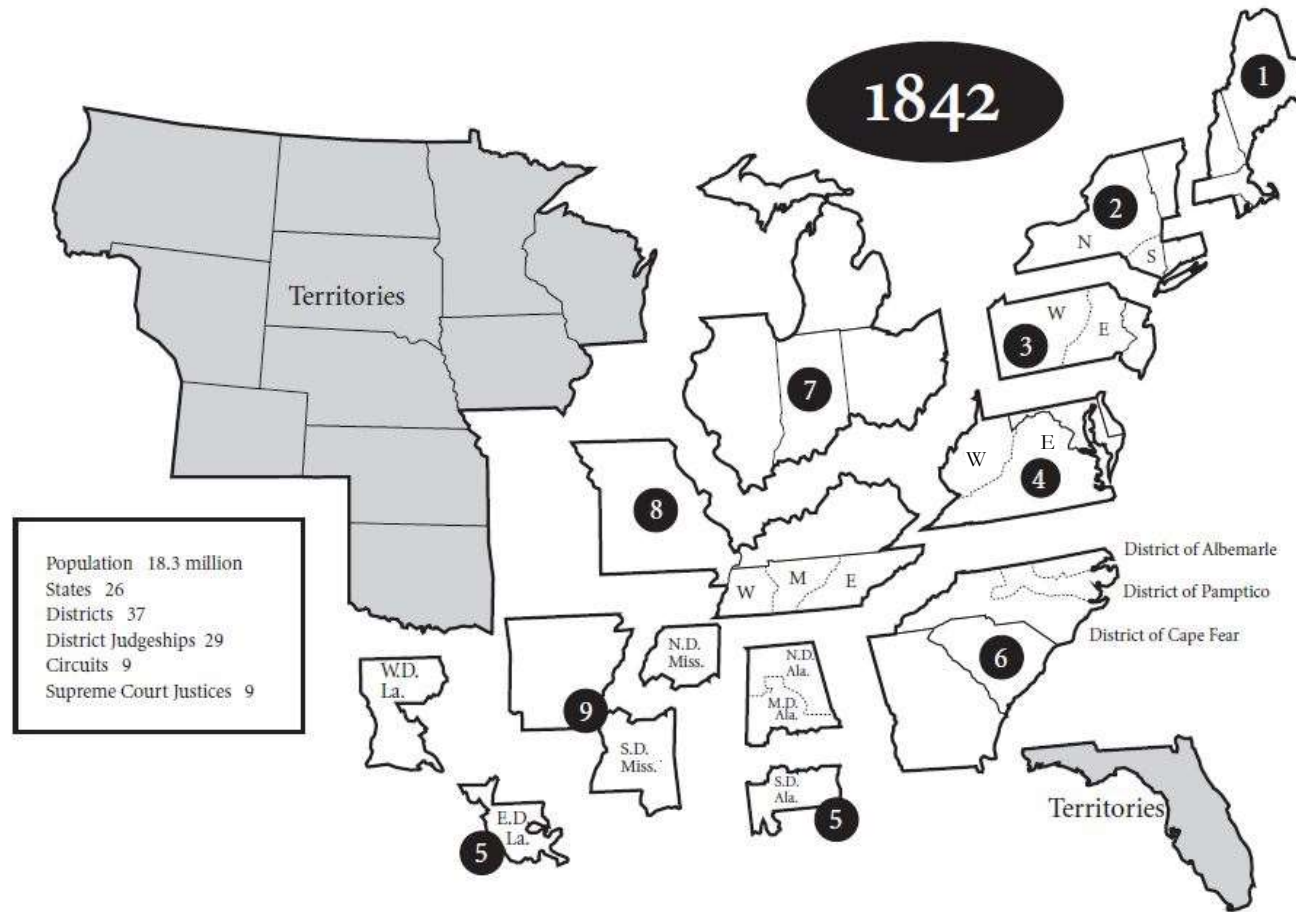 1842
1
2
N
S
Territories
W
E
3
7
W
E
4
8
Population 18.3 million
States 26
Districts 37
District Judgeships 29
Circuits 9
Supreme Court Justices 9
W
M
E
District of Albemarle
District of Pamptico
District of Cape Fear
6
N.D.
Miss.
N.D.
Ala.
M.D.
Ala.
W.D.
La.
9
S.D.
Miss.
S.D.
Ala.
5
E.D.
La.
5
Territories